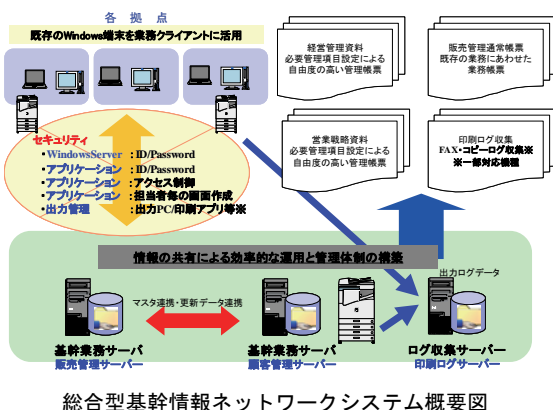 各 拠 点
既存のWindows端末を業務クライアントに活用
経営管理資料
必要管理項目設定による
自由度の高い管理帳票
販売管理通常帳票
既存の業務にあわせた
業務帳票
営業戦略資料
必要管理項目設定による
自由度の高い管理帳票
印刷ログ収集
FAX・コピーログ収集※
※一部対応機種
セキュリティ
・WindowsServer :ID/Password
・アプリケーション :ID/Password
・アプリケーション :アクセス制御
・アプリケーション :担当者毎の画面作成
・出力管理 :出力PC/印刷アプリ等※
情報の共有による効率的な運用と管理体制の構築
出力ログデータ
マスタ連携・更新データ連携
基幹業務サーバ
販売管理サーバー
基幹業務サーバ
顧客管理サーバー
ログ収集サーバー
印刷ログサーバー
総合型基幹情報ネットワークシステム概要図